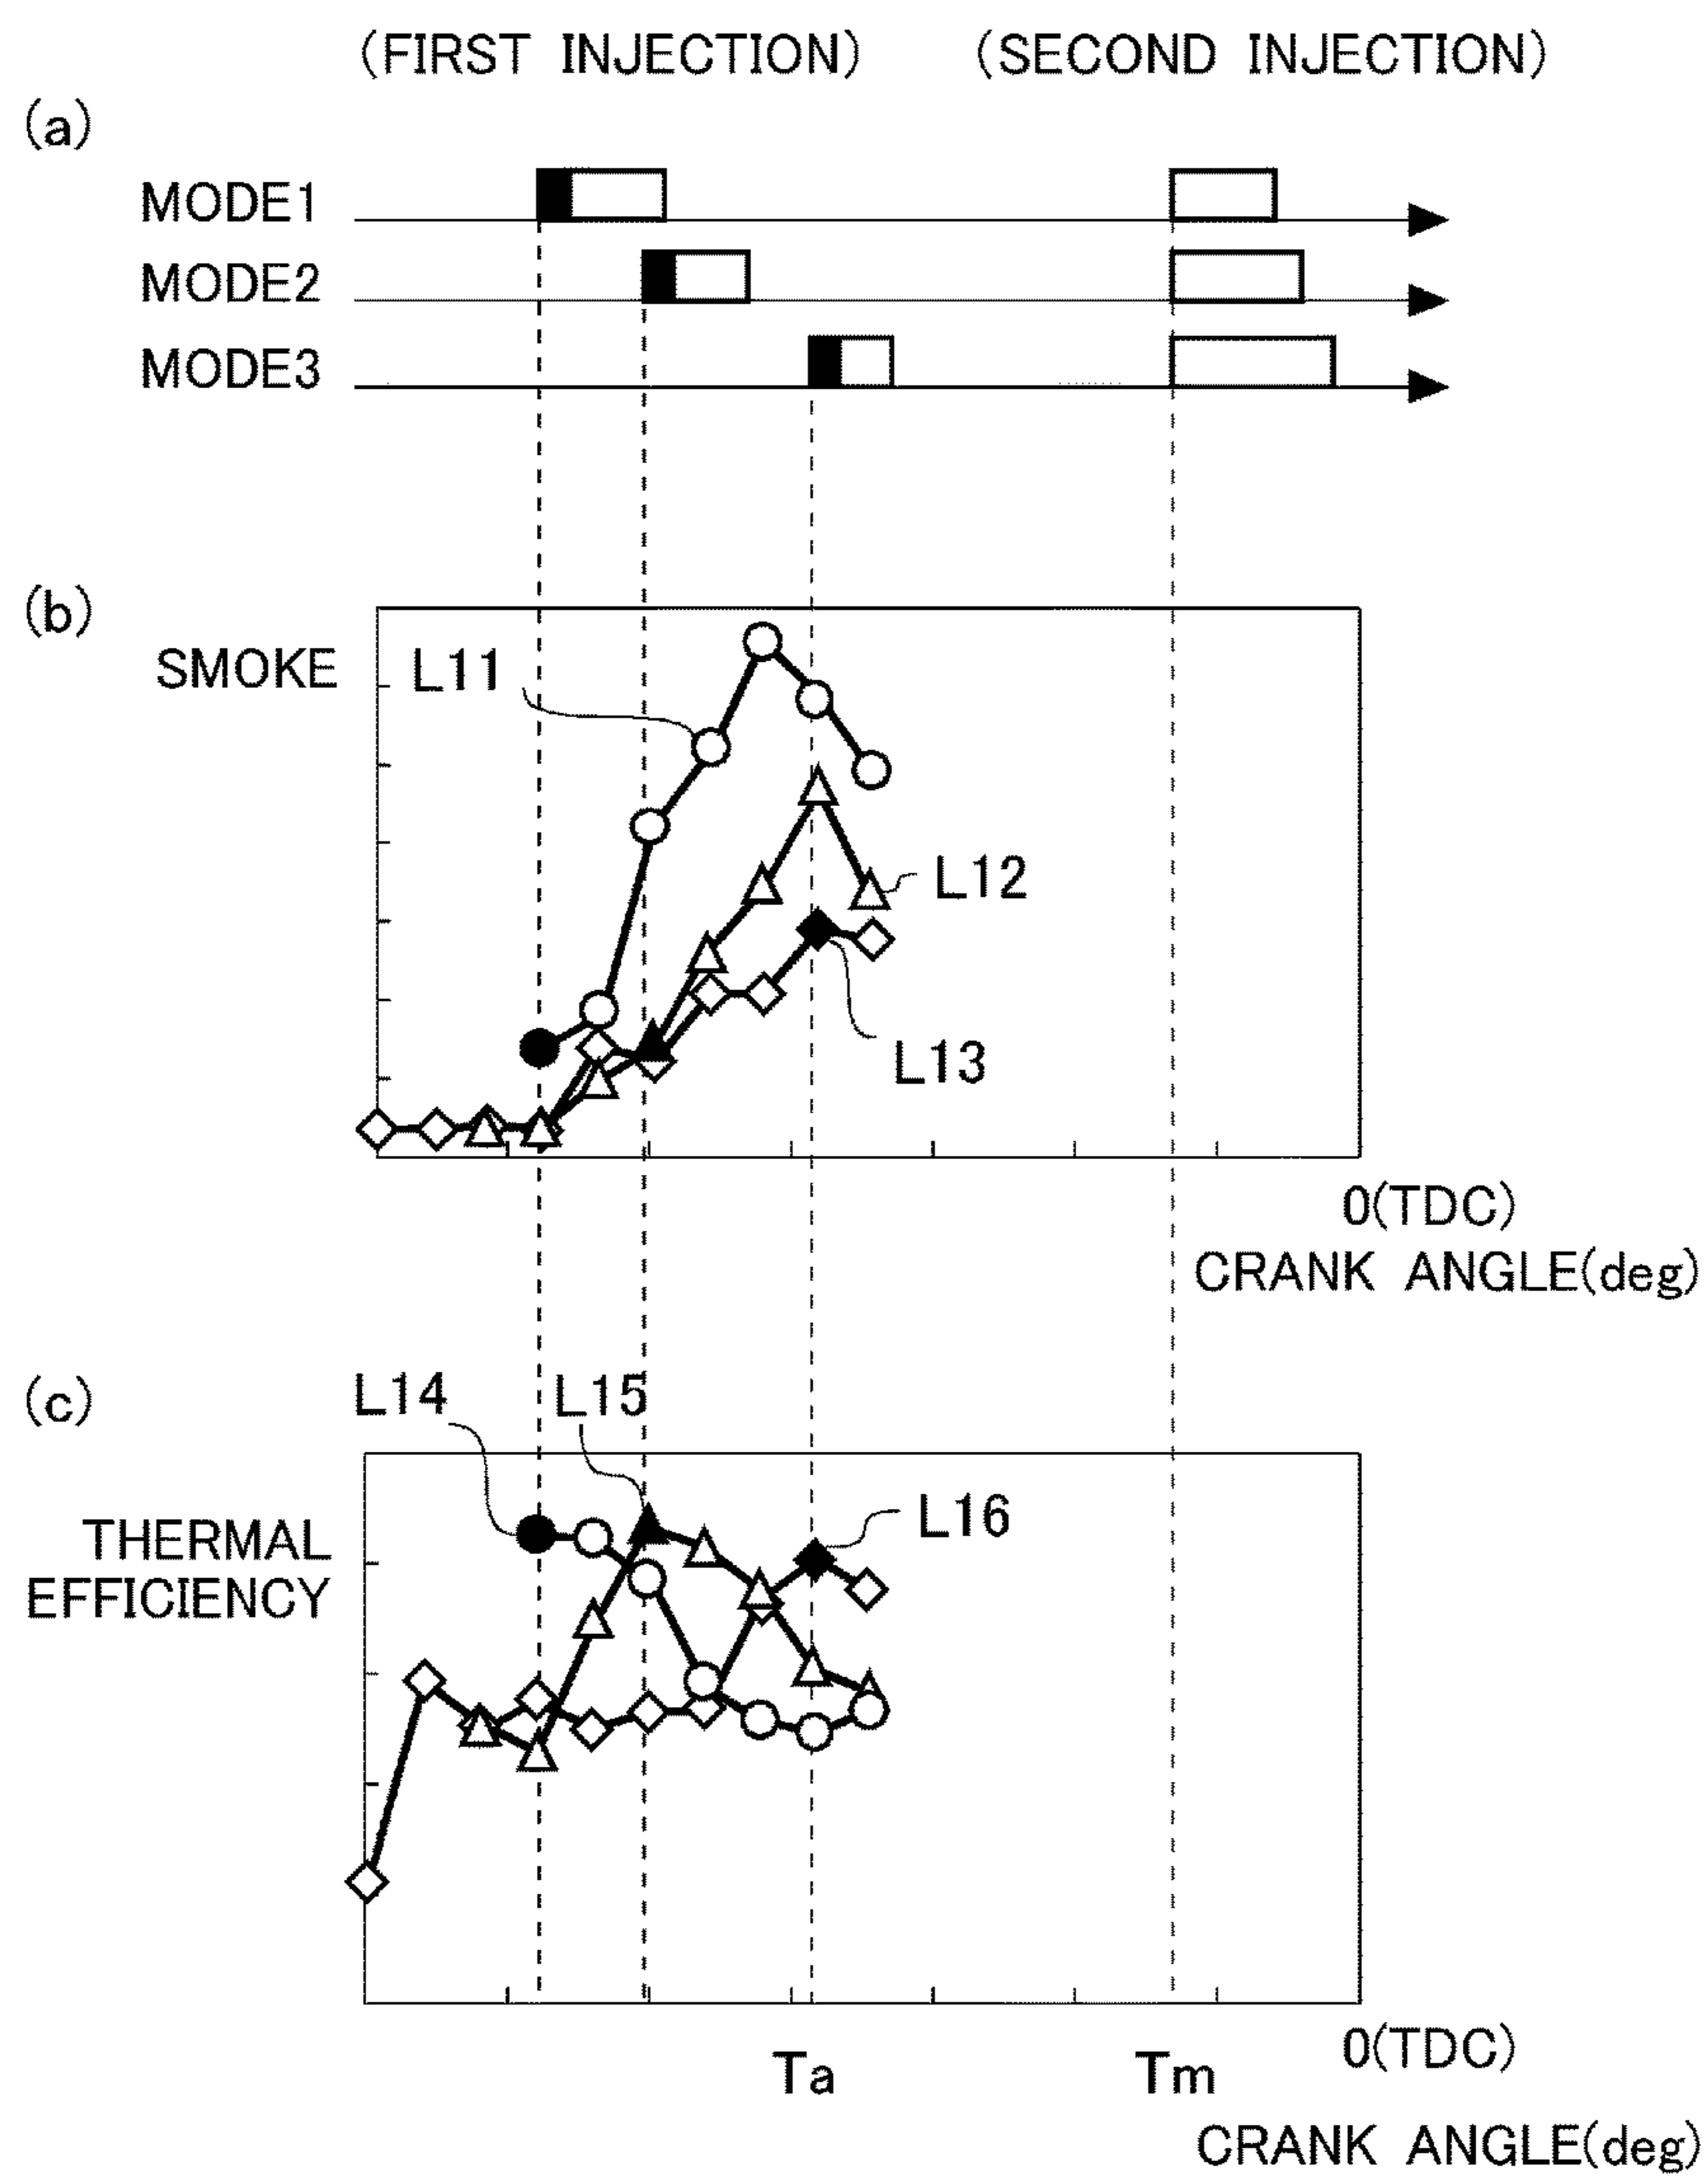 (FIRST INJECTION) (SECOND INJECTION)
(a)
MODE1
MODE2
MODE3
(b)
SMOKE
L11
L12
L13
0(TDC)
CRANK ANGLE(deg)
(c)
L14 L15
L16
THERMAL
EFFICIENCY
Ta Tm 0(TDC)
CRANK ANGLE(deg)